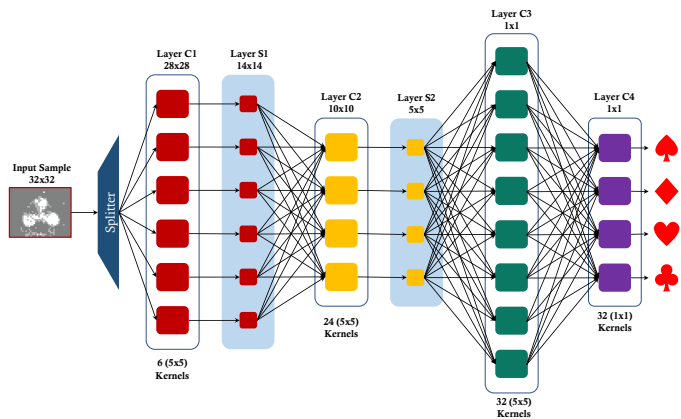 Input Sample
32x32
Splitter
Layer C1
28x28
6 (5x5)
Kernels
Layer S1
14x14
Layer C2
10x10
24 (5x5)
Kernels
Layer S2
5x5
Layer C3
1x1
32 (5x5)
Kernels
Layer C4
1x1
32 (1x1)
Kernels